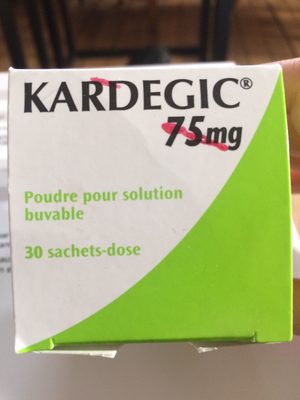 KARDEGIC®
75mg
Poudre pour solution
buvable
30 sachets-dose